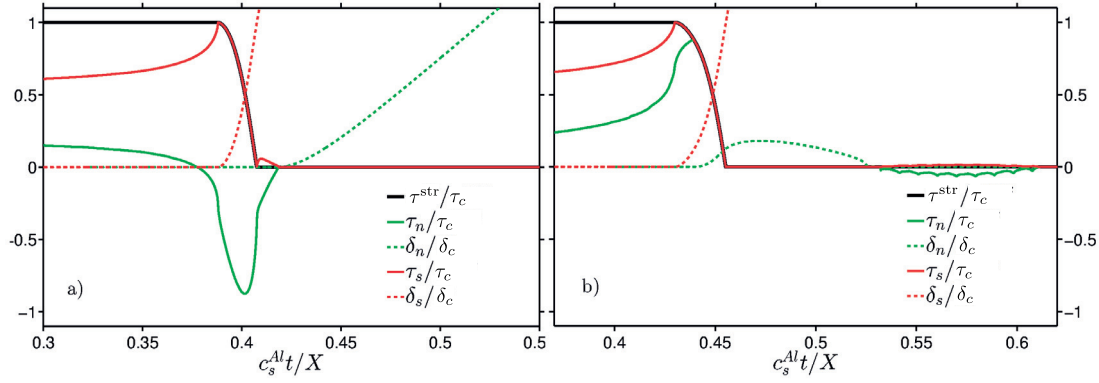 1
0.5
0
-0.5
-1
a)
τ^str/τ_c
τ_n/τ_c
δ_n/δ_c
τ_s/τ_c
δ_s/δ_c
0.3 0.35 0.4 0.45 0.5
c_s^Al t/X
b)
τ^str/τ_c
τ_n/τ_c
δ_n/δ_c
τ_s/τ_c
δ_s/δ_c
1
0.5
0
-0.5
-1
0.4 0.45 0.5 0.55 0.6
c_s^Al t/X